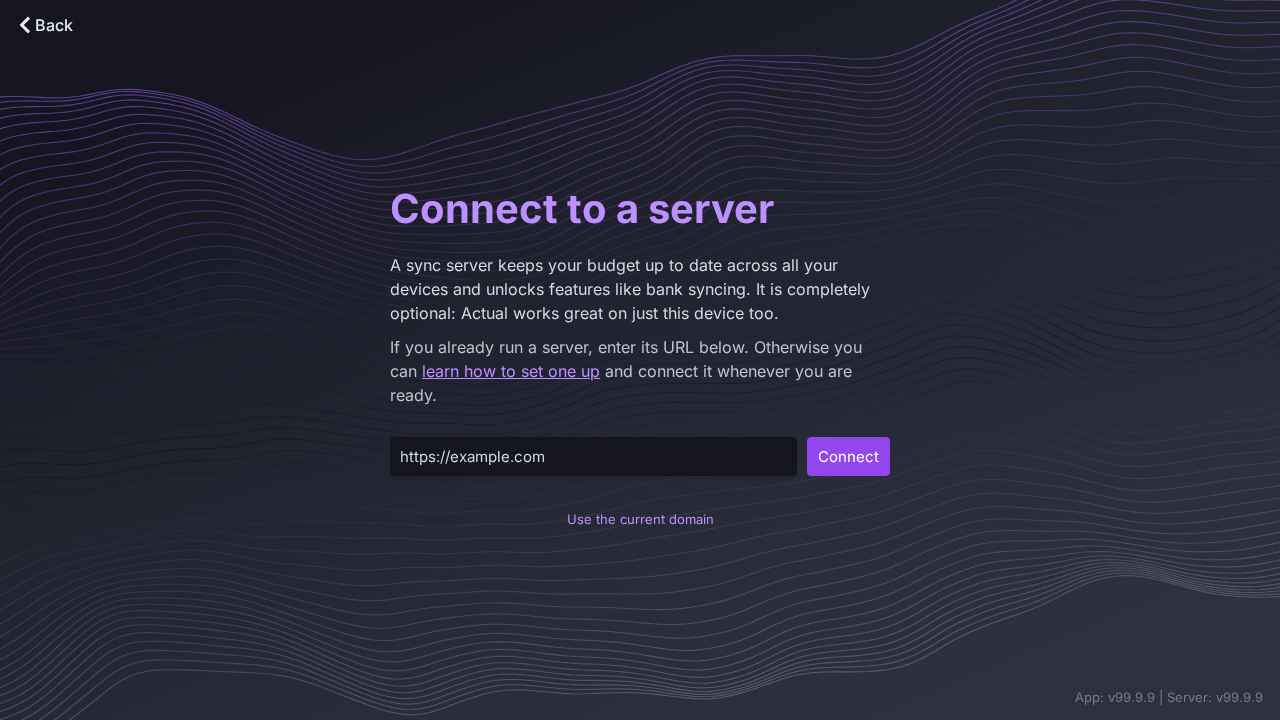 Back
Connect to a server
A sync server keeps your budget up to date across all your
devices and unlocks features like bank syncing. It is completely
optional: Actual works great on just this device too.
If you already run a server, enter its URL below. Otherwise you
can learn how to set one up and connect it whenever you are
ready.
https://example.com
Connect
Use the current domain
App: v99.9.9 | Server: v99.9.9